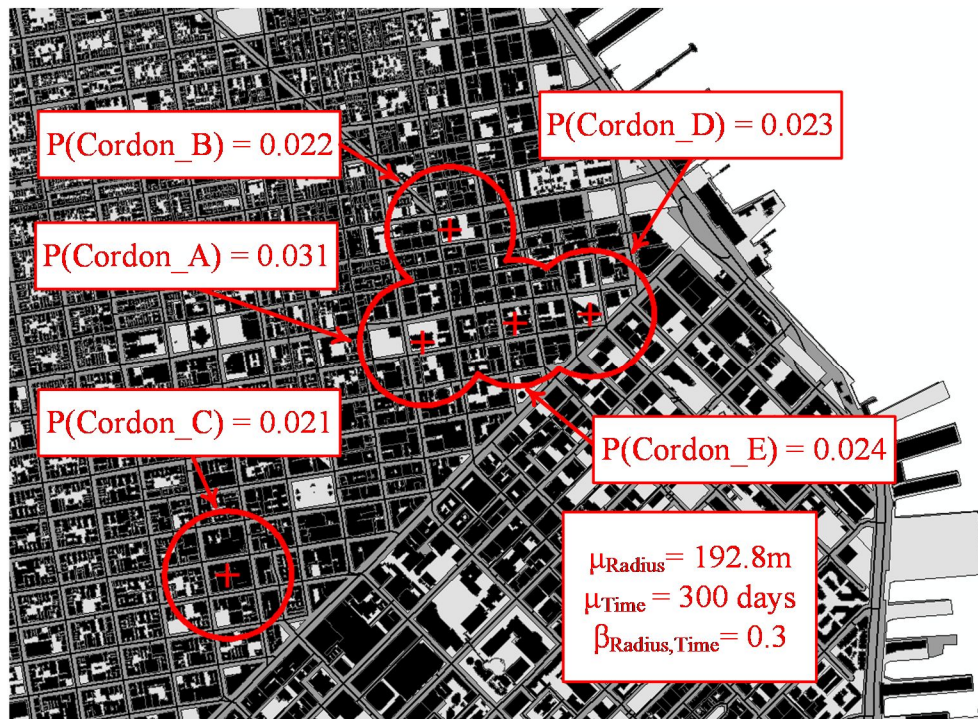 P(Cordon_B) = 0.022
P(Cordon_D) = 0.023
P(Cordon_A) = 0.031
P(Cordon_C) = 0.021
P(Cordon_E) = 0.024
μRadius= 192.8m
μTime = 300 days
βRadius,Time= 0.3